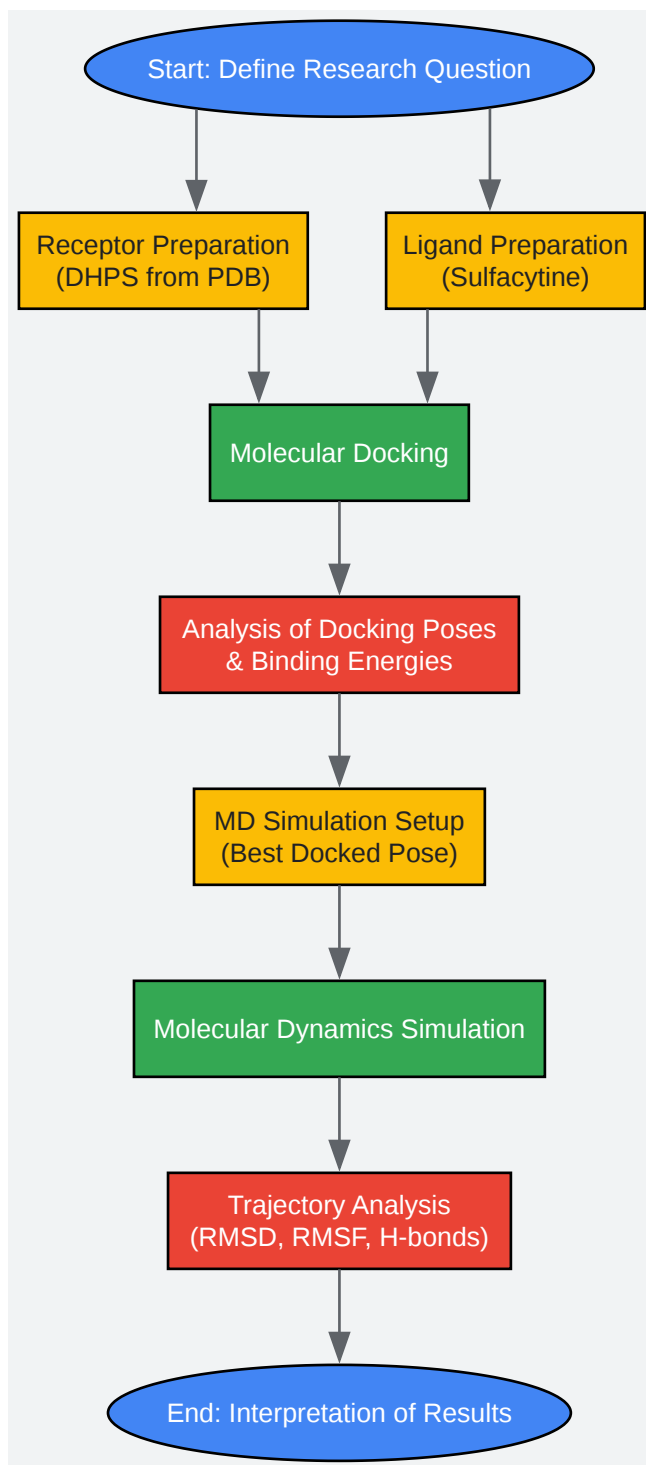 Start: Define Research Question
Receptor Preparation
(DHPS from PDB)
Ligand Preparation
(Sulfacytine)
Molecular Docking
Analysis of Docking Poses
& Binding Energies
MD Simulation Setup
(Best Docked Pose)
Molecular Dynamics Simulation
Trajectory Analysis
(RMSD, RMSF, H-bonds)
End: Interpretation of Results